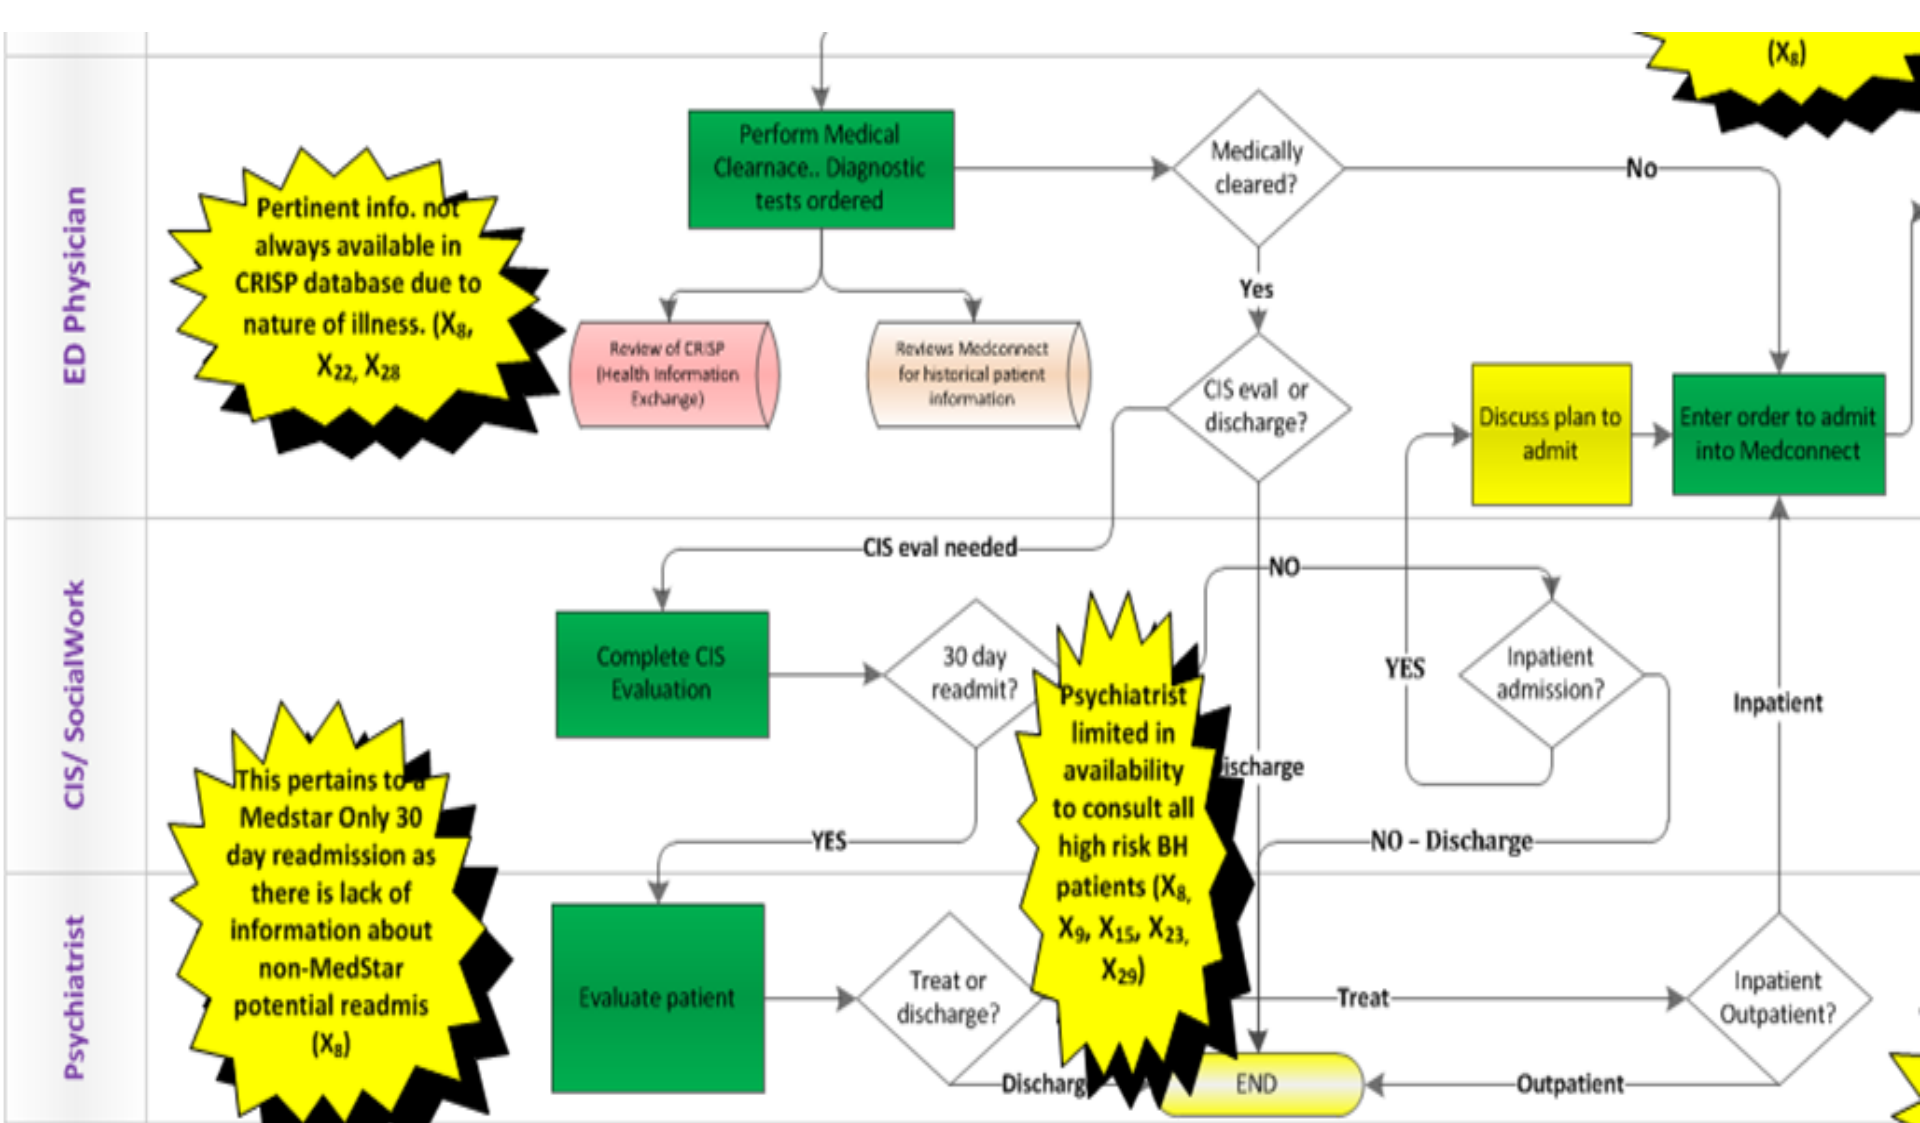 (X8)
ED Physician
Perform Medical
Clearnace.. Diagnostic
tests ordered
Medically
cleared?
No
Pertinent info. not
always available in
CRISP database due to
nature of illness. (X8,
X22, X28
Yes
Review of CRISP
(Health Information
Exchange)
Reviews Medconnect
for historical patient
information
CIS eval or
discharge?
Discuss plan to
admit
Enter order to admit
into Medconnect
CIS/ SocialWork
CIS eval needed
NO
Complete CIS
Evaluation
30 day
readmit?
YES
Inpatient
admission?
Inpatient
Psychiatrist
limited in
availability
to consult all
high risk BH
patients (X8,
X9, X15, X23,
X29)
ischarge
This pertains to a
Medstar Only 30
day readmission as
there is lack of
information about
non-MedStar
potential readmis
(X8)
YES
NO – Discharge
Psychiatrist
Evaluate patient
Treat or
discharge?
Treat
Inpatient
Outpatient?
Discharg
END
Outpatient